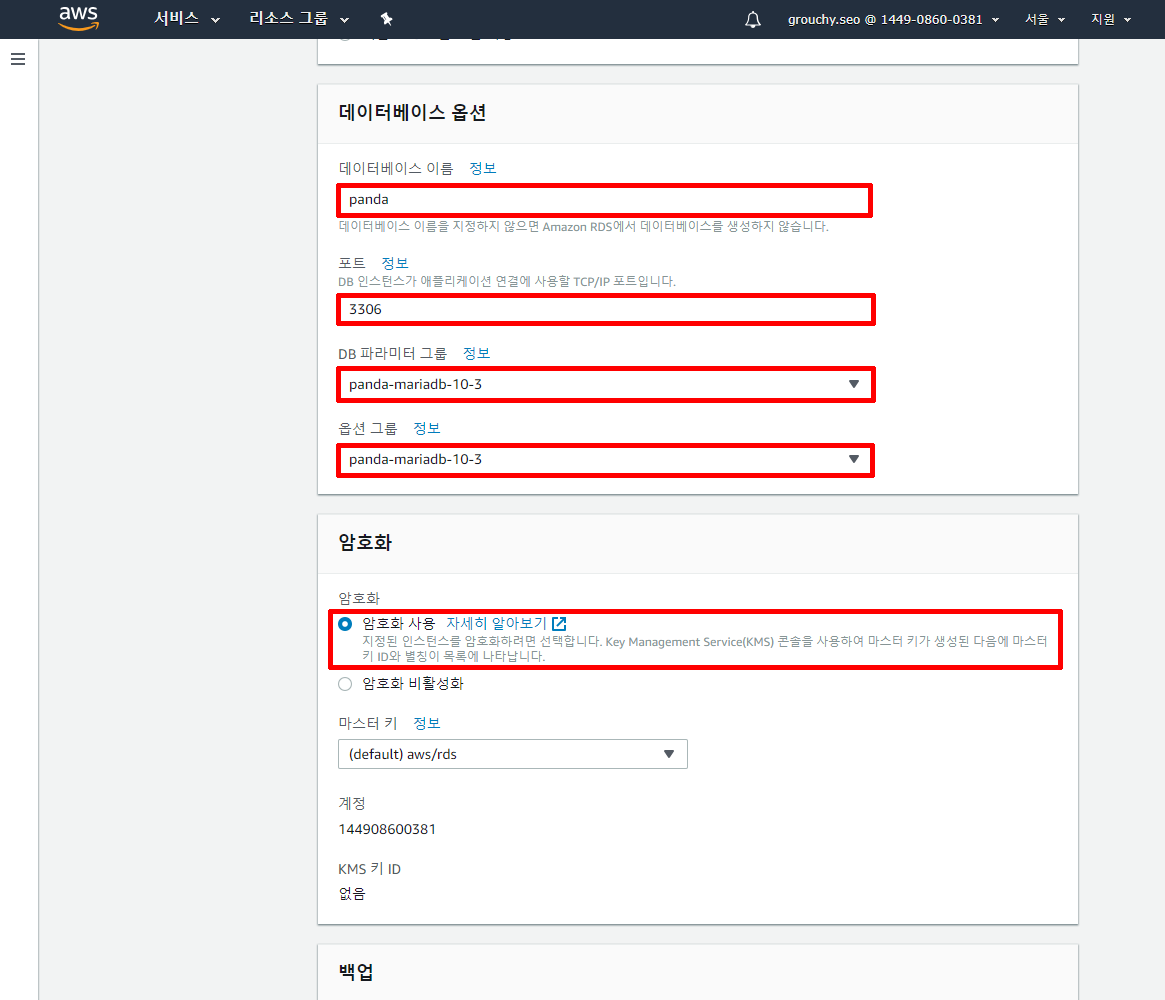 aws 서비스 리소스 그룹 grouchy.seo @ 1449-0860-0381 서울 지원
데이터베이스 옵션
데이터베이스 이름 정보
panda
데이터베이스 이름을 지정하지 않으면 Amazon RDS에서 데이터베이스를 생성하지 않습니다.
포트 정보
DB 인스턴스가 애플리케이션 연결에 사용할 TCP/IP 포트입니다.
3306
DB 파라미터 그룹 정보
panda-mariadb-10-3
옵션 그룹 정보
panda-mariadb-10-3
암호화
암호화
암호화 사용 자세히 알아보기
지정된 인스턴스를 암호화하려면 선택합니다. Key Management Service(KMS) 콘솔을 사용하여 마스터 키가 생성된 다음에 마스터
키 ID와 별칭이 목록에 나타납니다.
암호화 비활성화
마스터 키 정보
(default) aws/rds
계정
144908600381
KMS 키 ID
없음
백업